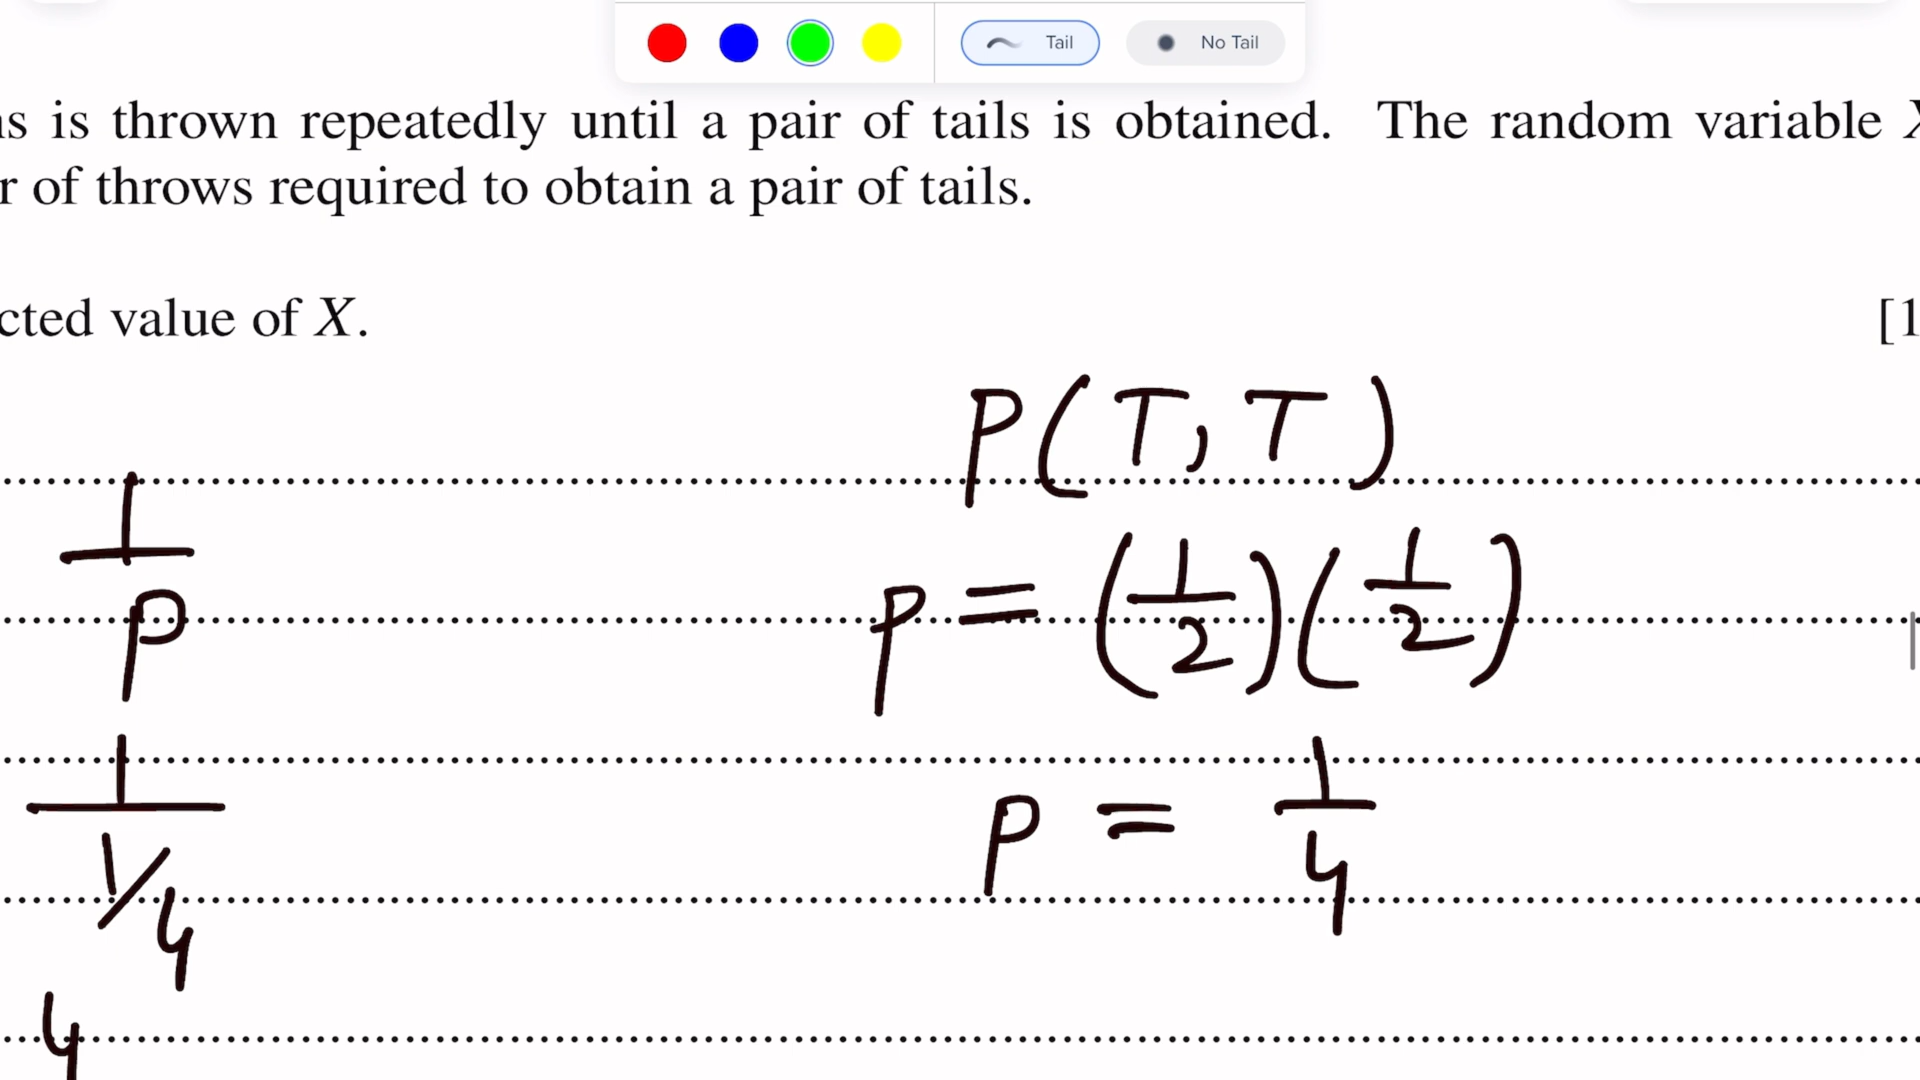 Tail No Tail
is thrown repeatedly until a pair of tails is obtained. The random variable
of throws required to obtain a pair of tails.
value of X.
[1
P(T, T)
1/p
p = (1/2)(1/2)
1/(1/4)
p = 1/4
4